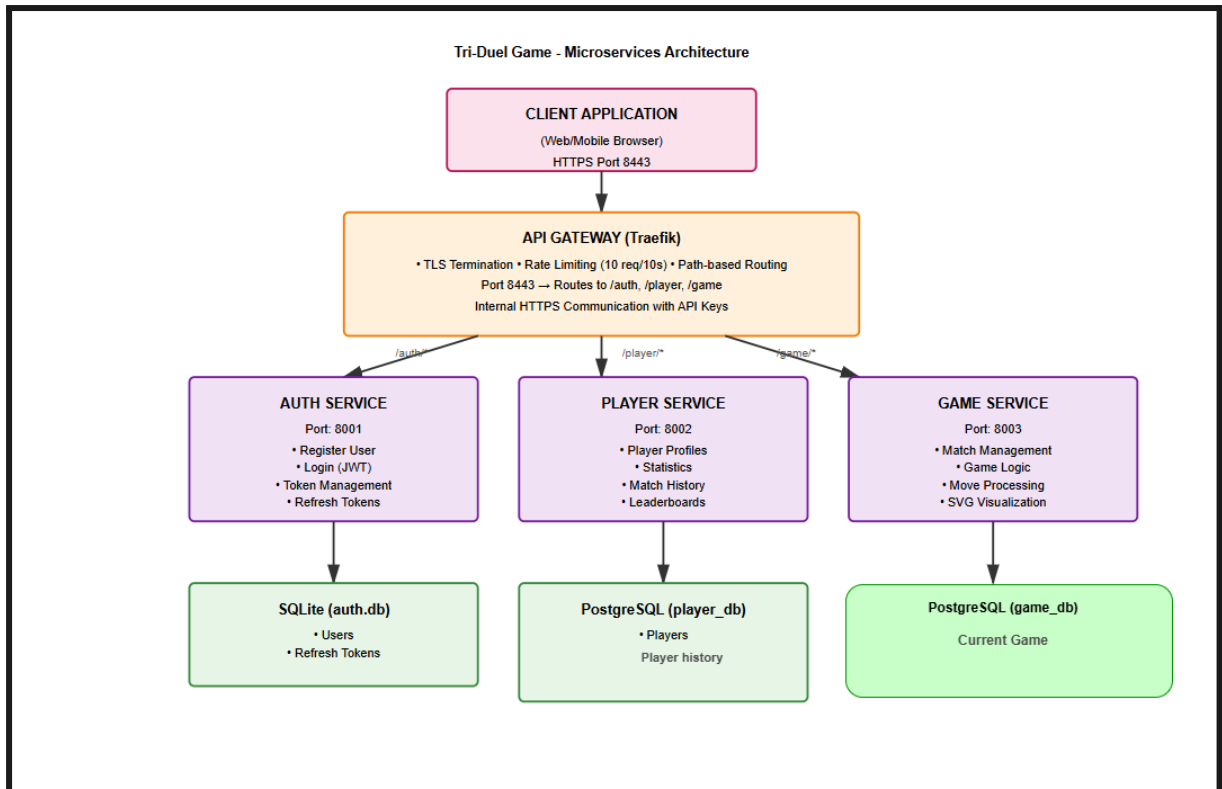 Tri-Duel Game - Microservices Architecture
CLIENT APPLICATION
(Web/Mobile Browser)
HTTPS Port 8443
API GATEWAY (Traefik)
• TLS Termination • Rate Limiting (10 req/10s) • Path-based Routing
Port 8443 → Routes to /auth, /player, /game
Internal HTTPS Communication with API Keys
/auth/*
/player/*
/game/*
AUTH SERVICE
Port: 8001
• Register User
• Login (JWT)
• Token Management
• Refresh Tokens
PLAYER SERVICE
Port: 8002
• Player Profiles
• Statistics
• Match History
• Leaderboards
GAME SERVICE
Port: 8003
• Match Management
• Game Logic
• Move Processing
• SVG Visualization
SQLite (auth.db)
• Users
• Refresh Tokens
PostgreSQL (player_db)
• Players
Player history
PostgreSQL (game_db)
Current Game